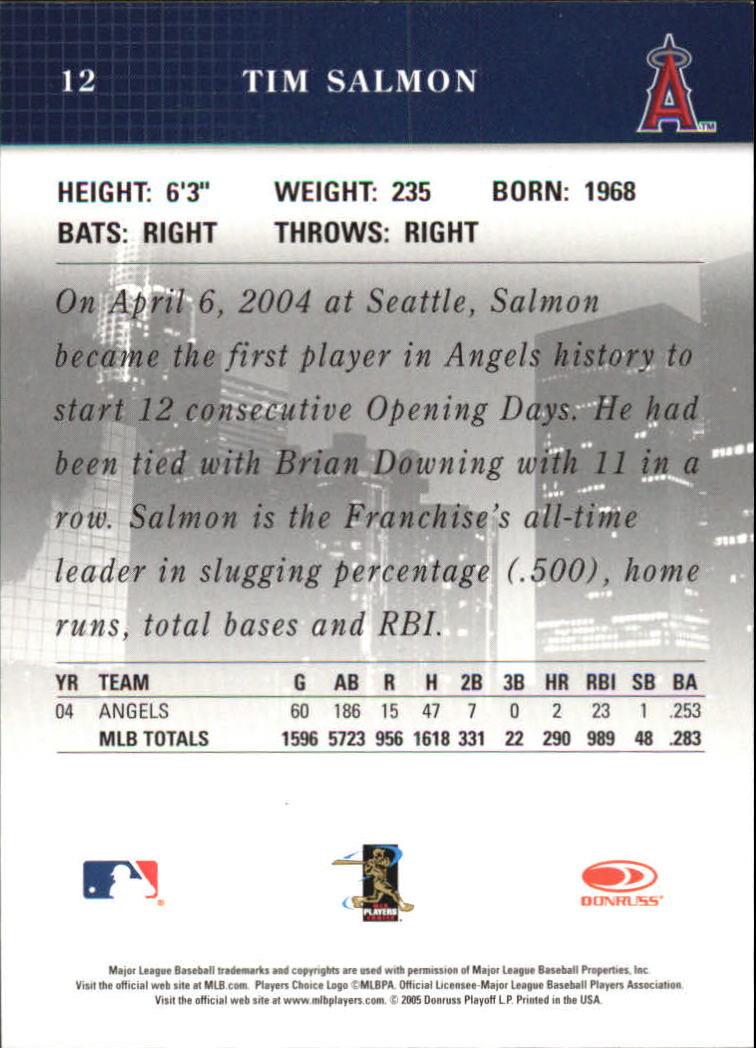 12 TIM SALMON
A TM
HEIGHT: 6'3" WEIGHT: 235 BORN: 1968
BATS: RIGHT THROWS: RIGHT
On April 6, 2004 at Seattle, Salmon
became the first player in Angels history to
start 12 consecutive Opening Days. He had
been tied with Brian Downing with 11 in a
row. Salmon is the Franchise's all-time
leader in slugging percentage (.500), home
runs, total bases and RBI.
YR TEAM G AB R H 2B 3B HR RBI SB BA
04 ANGELS 60 186 15 47 7 0 2 23 1 .253
MLB TOTALS 1596 5723 956 1618 331 22 290 989 48 .283
MLB
PLAYERS
CHOICE
DONRUSS
Major League Baseball trademarks and copyrights are used with permission of Major League Baseball Properties, Inc.
Visit the official web site at MLB.com. Players Choice Logo ©MLBPA. Official Licensee-Major League Baseball Players Association.
Visit the official web site at www.mlbplayers.com. © 2005 Donruss Playoff L.P. Printed in the USA.